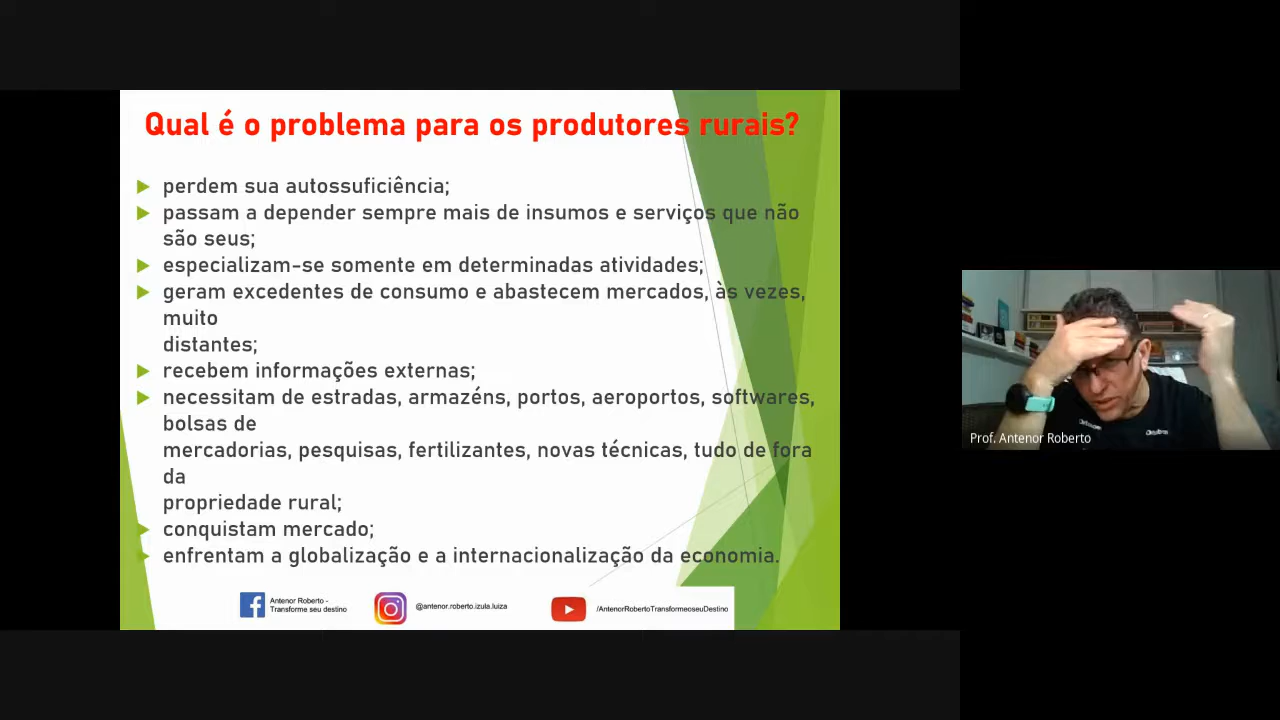 Qual é o problema para os produtores rurais?
perdem sua autossuficiência;
passam a depender sempre mais de insumos e serviços que não
são seus;
especializam-se somente em determinadas atividades;
geram excedentes de consumo e abastecem mercados, às vezes,
muito
distantes;
recebem informações externas;
necessitam de estradas, armazéns, portos, aeroportos, softwares,
bolsas de
mercadorias, pesquisas, fertilizantes, novas técnicas, tudo de fora
da
propriedade rural;
conquistam mercado;
enfrentam a globalização e a internacionalização da economia.
Antenor Roberto -
Transforme seu destino
@antenor.roberto.izula.luiza
/AntenorRobertoTransformeoseuDestino
Prof. Antenor Roberto